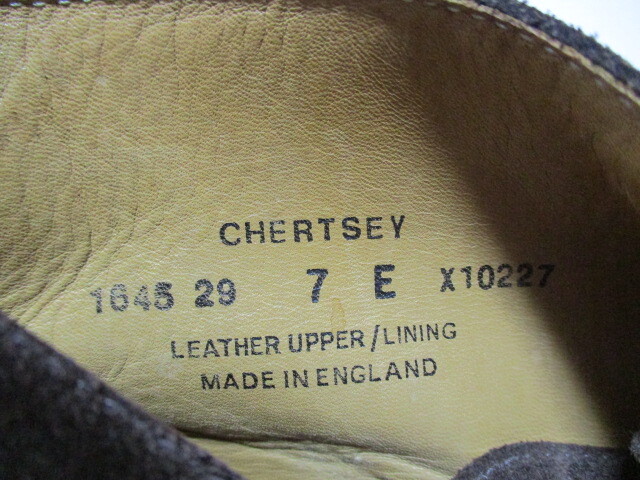 CHERTSEY
1645 29 7 E X10227
LEATHER UPPER/LINING
MADE IN ENGLAND